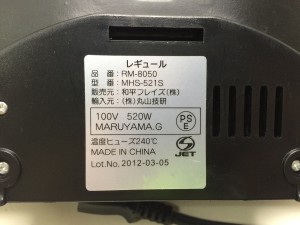 レギュール
品 番：RM-8050
型 番：MHS-521S
販売元：和平フレイズ(株)
輸入元：(株)丸山技研
100V 520W
MARUYAMA.G
PS
E
温度ヒューズ240℃
MADE IN CHINA
Lot.No. 2012-03-05
S
JET